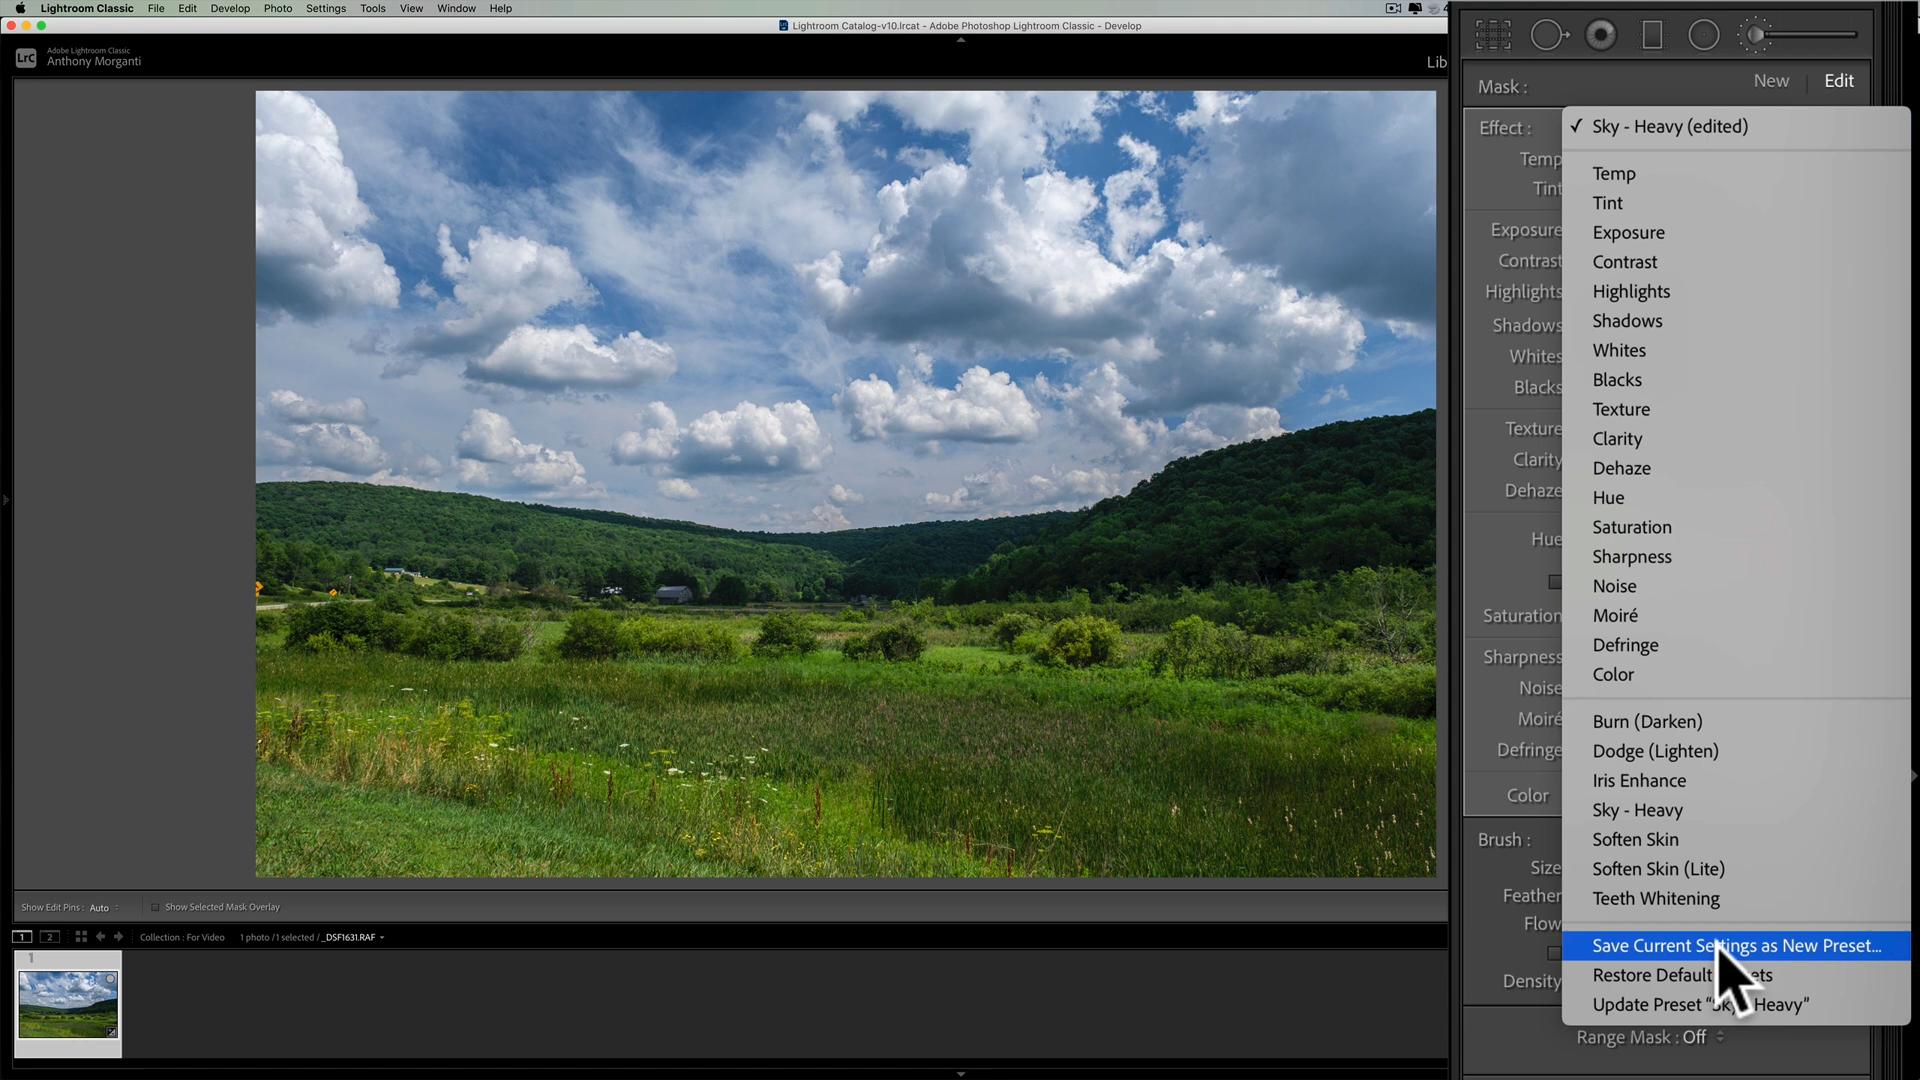 Lightroom Classic File Edit Develop Photo Settings Tools View Window Help
Lightroom Catalog-v10.lrcat - Adobe Photoshop Lightroom Classic - Develop
LrC
Adobe Lightroom Classic
Anthony Morganti
Lib
Mask :
New | Edit
Effect :
✓ Sky - Heavy (edited)
Temp
Tint
Exposure
Contrast
Highlights
Shadows
Whites
Blacks
Texture
Clarity
Dehaze
Hue
Saturation
Sharpness
Noise
Moiré
Defringe
Color
Brush :
Size
Feather
Flow
Density
Temp
Tint
Exposure
Contrast
Highlights
Shadows
Whites
Blacks
Texture
Clarity
Dehaze
Hue
Saturation
Sharpness
Noise
Moiré
Defringe
Color
Burn (Darken)
Dodge (Lighten)
Iris Enhance
Sky - Heavy
Soften Skin
Soften Skin (Lite)
Teeth Whitening
Save Current Settings as New Preset...
Restore Default
Update Preset Heavy”
Range Mask : Off
Show Edit Pins : Auto Show Selected Mask Overlay
1 2 Collection : For Video 1 photo / 1 selected / _DSF1631.RAF
1